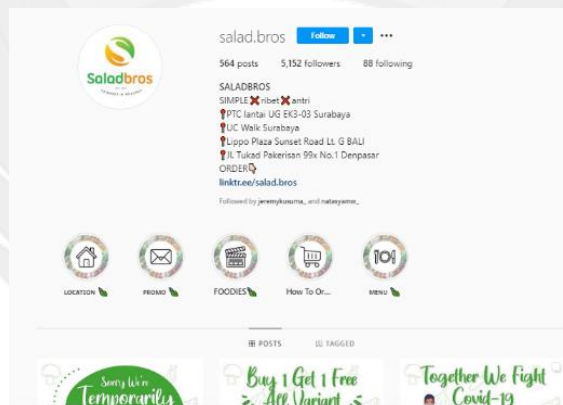 salad.bros Follow
564 posts 5,152 followers 88 following
Saladbros
SALADBROS
SIMPLE❌ribet❌antri
📍PTC lantai UG EK3-03 Surabaya
📍UC Walk Surabaya
📍Lippo Plaza Sunset Road Lt. G BALI
📍JL Tukad Pakerisan 99x No.1 Denpasar
ORDER👇
linktr.ee/salad.bros
Followed by jeremykusuma_ and natasyamw_
LOCATION PROMO FOODIES How To Or... MENU
POSTS TAGGED
Sorry We're
Temporarily
Buy 1 Get 1 Free
All Variant
Together We Fight
Covid-19